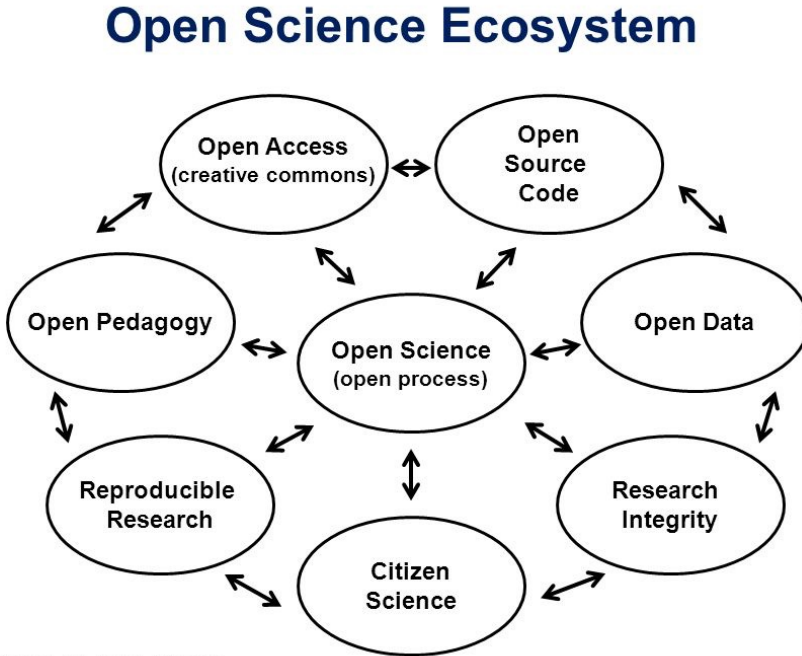 Open Science Ecosystem
Open Access
(creative commons)
Open
Source
Code
Open Pedagogy
Open Science
(open process)
Open Data
Reproducible
Research
Research
Integrity
Citizen
Science